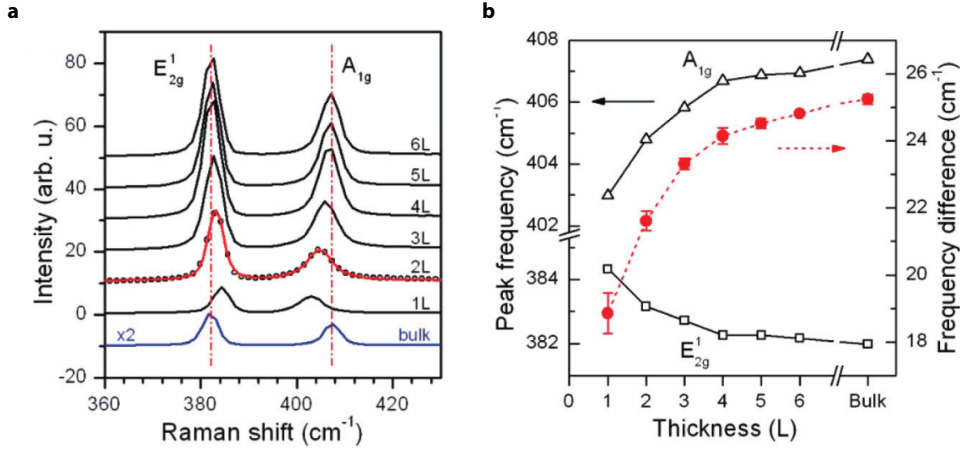 a
b
80
60
40
20
0
-20
360
380
400
420
Intensity (arb. u.)
Raman shift (cm⁻¹)
E¹₂g
A₁g
6L
5L
4L
3L
2L
1L
x2
bulk
408
406
404
402
384
382
Peak frequency (cm⁻¹)
A₁g
E¹₂g
26
24
22
20
18
Frequency difference (cm⁻¹)
0
1
2
3
4
5
6
Bulk
Thickness (L)